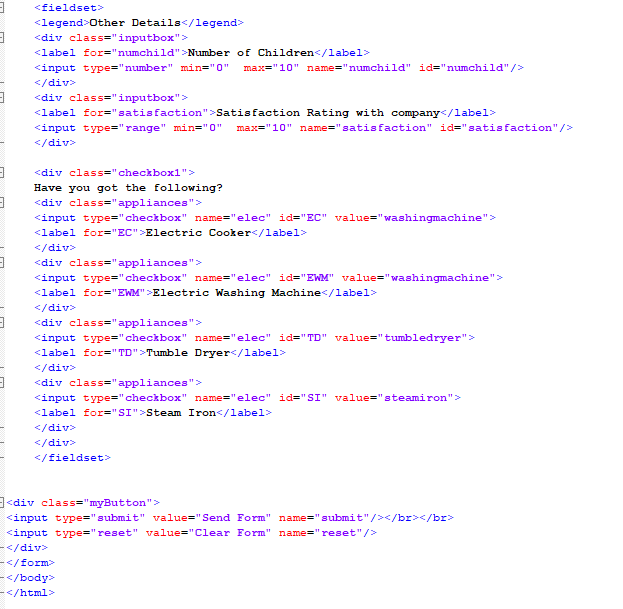 <fieldset>
<legend>Other Details</legend>
<div class="inputbox">
<label for="numchild">Number of Children</label>
<input type="number" min="0"  max="10" name="numchild" id="numchild"/>
</div>
<div class="inputbox">
<label for="satisfaction">Satisfaction Rating with company</label>
<input type="range" min="0"  max="10" name="satisfaction" id="satisfaction"/>
</div>
<div class="checkbox1">
Have you got the following?
<div class="appliances">
<input type="checkbox" name="elec" id="EC" value="washingmachine">
<label for="EC">Electric Cooker</label>
</div>
<div class="appliances">
<input type="checkbox" name="elec" id="EWM" value="washingmachine">
<label for="EWM">Electric Washing Machine</label>
</div>
<div class="appliances">
<input type="checkbox" name="elec" id="TD" value="tumbledryer">
<label for="TD">Tumble Dryer</label>
</div>
<div class="appliances">
<input type="checkbox" name="elec" id="SI" value="steamiron">
<label for="SI">Steam Iron</label>
</div>
</div>
</fieldset>
<div class="myButton">
<input type="submit" value="Send Form" name="submit"/></br></br>
<input type="reset" value="Clear Form" name="reset"/>
</div>
</form>
</body>
</html>